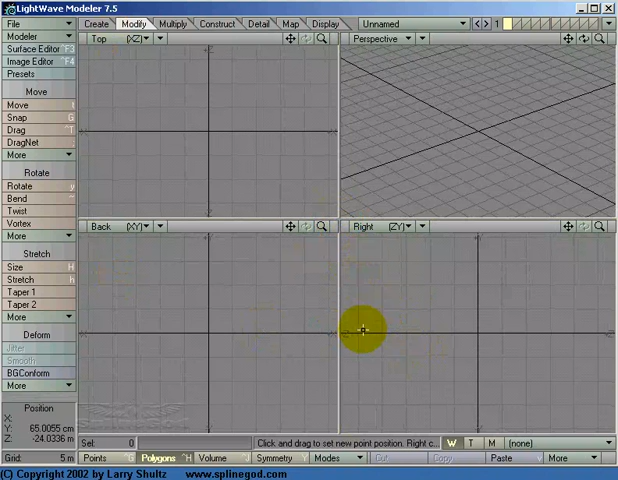 LightWave Modeler 7.5
File Create Modify Multiply Construct Detail Map Display Unnamed 1
Modeler Top (XZ) Perspective
Surface Editor ^F3
Image Editor ^F4
Presets
Move
Move t
Snap G
Drag ^T
DragNet ;
More
Rotate
Rotate y
Bend ~
Twist
Vortex
More
Back (XY) Right (ZY)
Stretch
Size H
Stretch h
Taper 1
Taper 2
More
Deform
Jitter
Smooth
BGConform
More
Position
X:
Y: 65.0055 cm
Z: -24.0336 m
Grid: 5 m
Sel: 0 Click and drag to set new point position. Right c... W T M (none)
Points ^G Polygons ^H Volume ^J Symmetry Y Modes Cut Copy Paste v More
(C) Copyright 2002 by Larry Shultz www.splinegod.com